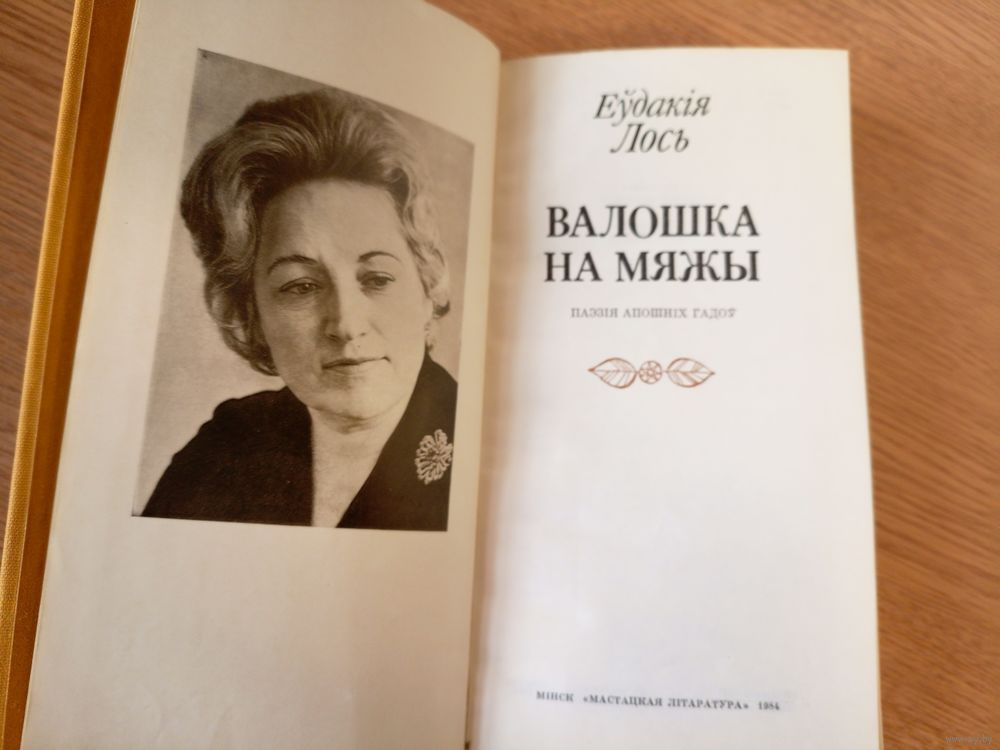 Еўдакія
Лось
ВАЛОШКА
НА МЯЖЫ
ПАЭЗІЯ АПОШНІХ ГАДОЎ
МІНСК «МАСТАЦКАЯ ЛІТАРАТУРА» 1984